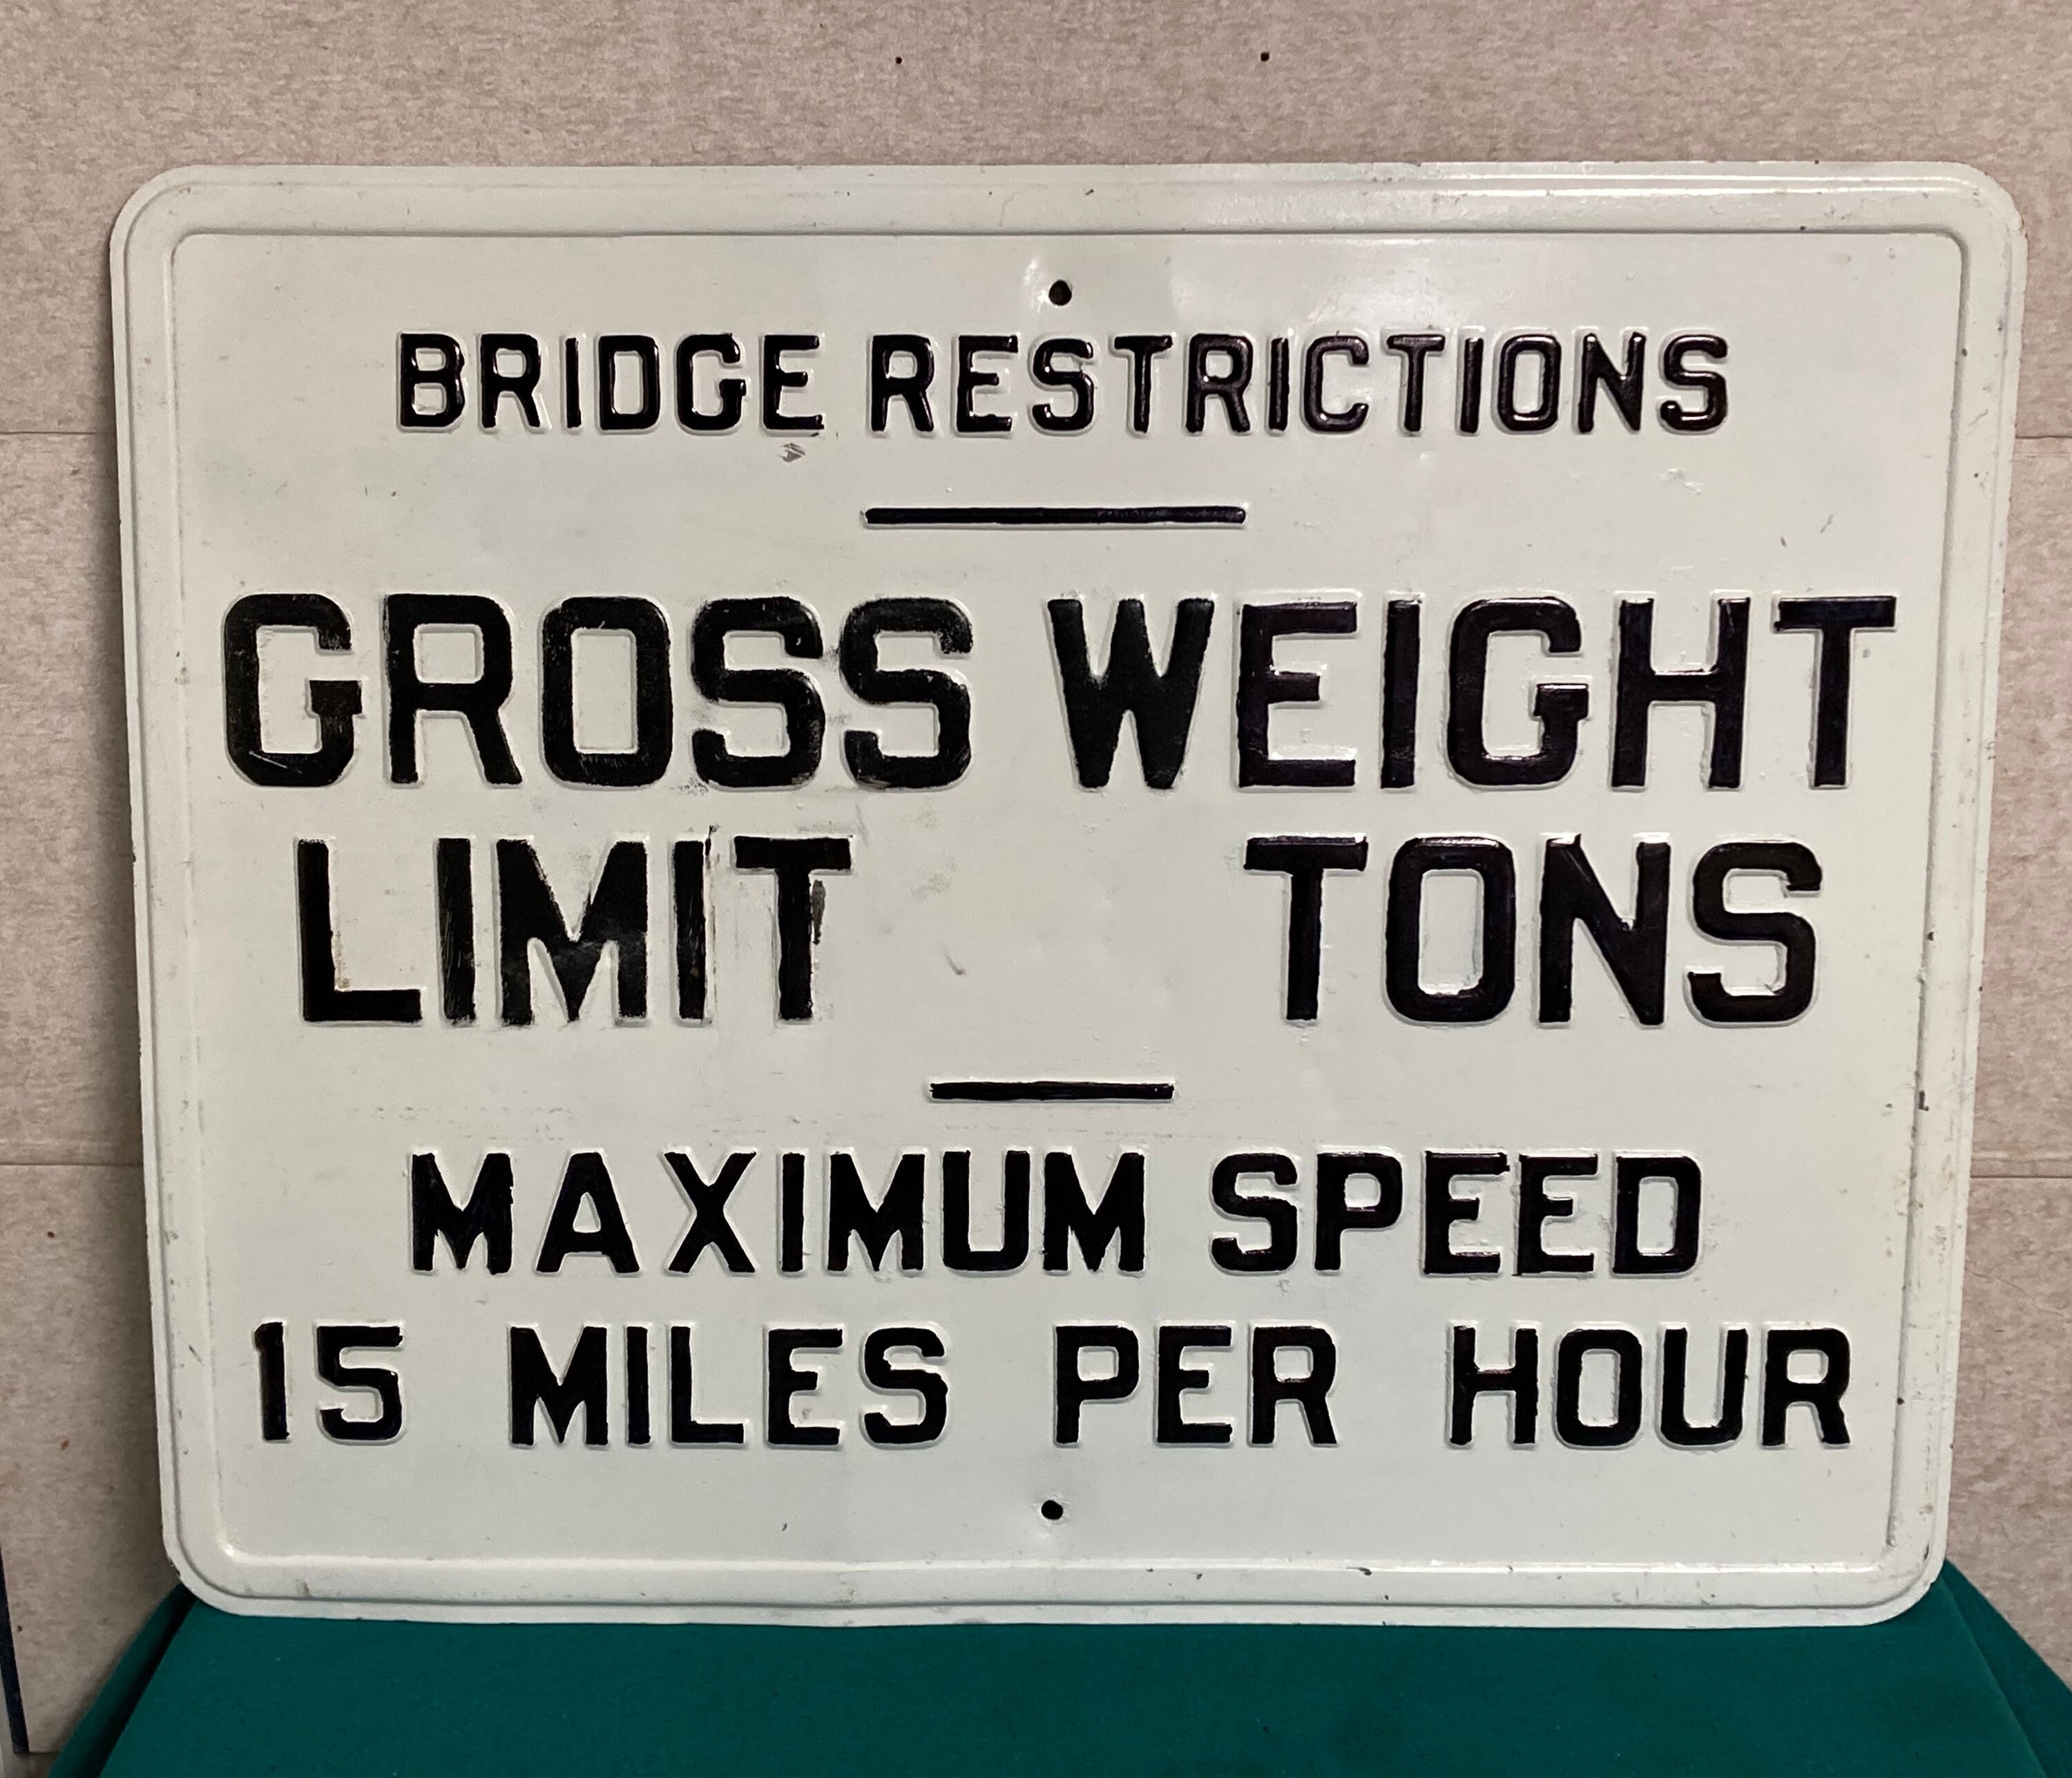 BRIDGE RESTRICTIONS
GROSS WEIGHT
LIMIT TONS
MAXIMUM SPEED
15 MILES PER HOUR